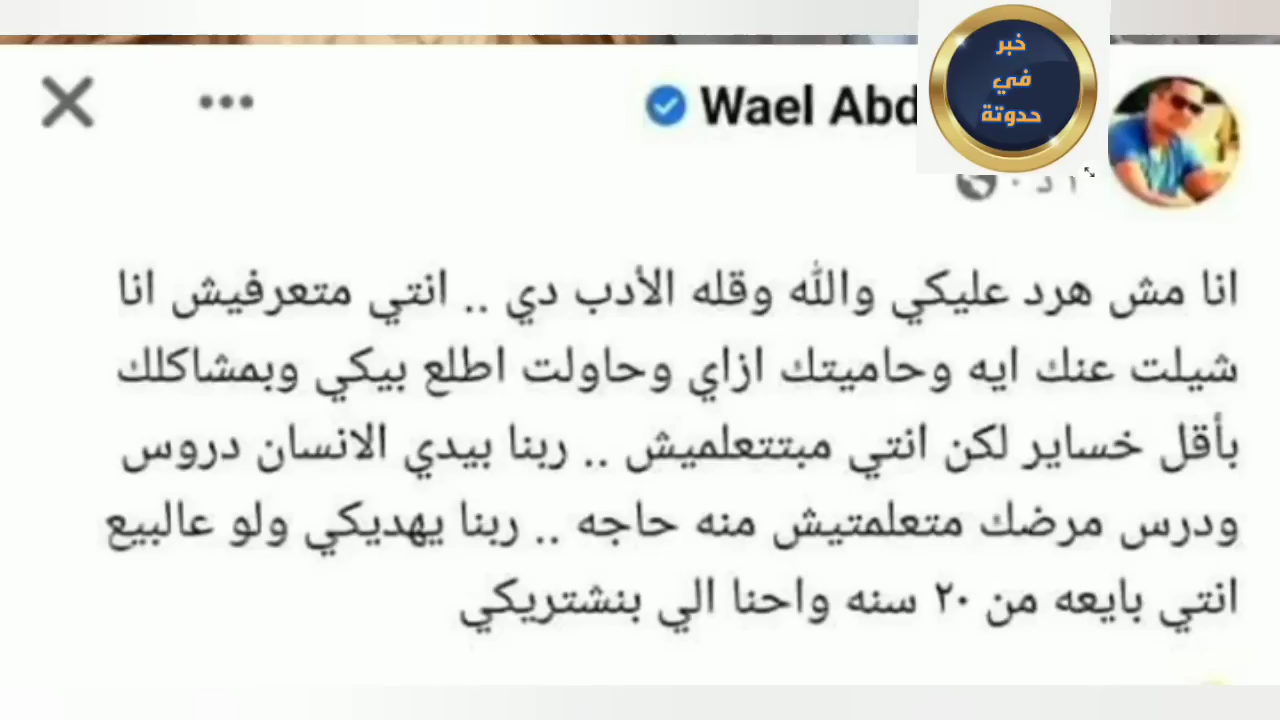 خبر
في
حدوتة
Wael Abd
١ د ·
انا مش هرد عليكي والله وقله الأدب دي .. انتي متعرفيش انا
شيلت عنك ايه وحاميتك ازاي وحاولت اطلع بيكي وبمشاكلك
بأقل خساير لكن انتي مبتتعلميش .. ربنا بيدي الانسان دروس
ودرس مرضك متعلمتيش منه حاجه .. ربنا يهديكي ولو عالبيع
انتي بايعه من ٢٠ سنه واحنا الي بنشتريكي